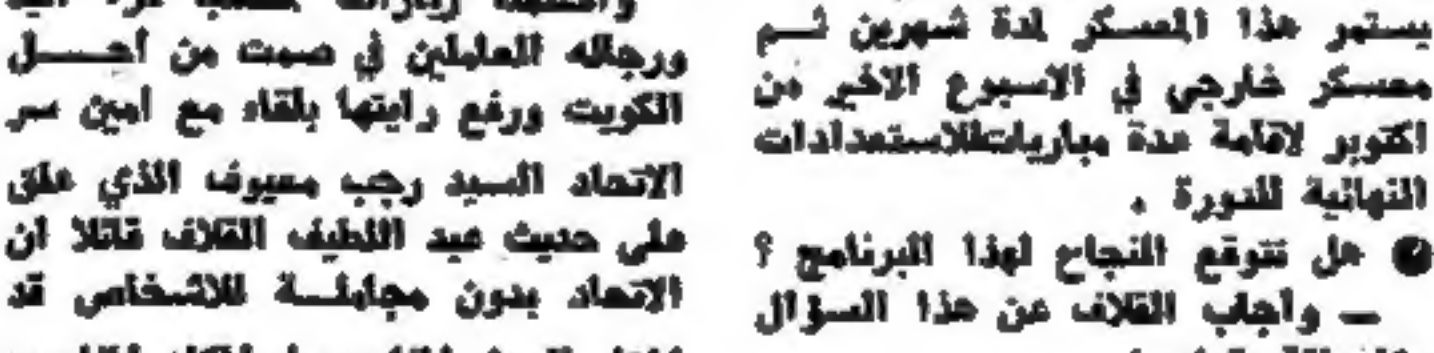 يستمر هذا المعسكر لمدة شهرين ثم
معسكر خارجي في الاسبوع الاخير من
اكتوبر لاقامة عدة مباريات للاستعدادات
النهائية للدورة .
هل تتوقع النجاح لهذا البرنامج ؟
ــ واجاب القلاف عن هذا السؤال
ورجاله العاملين في صمت من أجل
الكويت ورفع رايتها بلقاء مع أمين سر
الاتحاد السيد رجب معيوف الذي علق
على حديث عبد اللطيف القلاف قائلا ان
الاتحاد بدون مجاملة للاشخاص قد